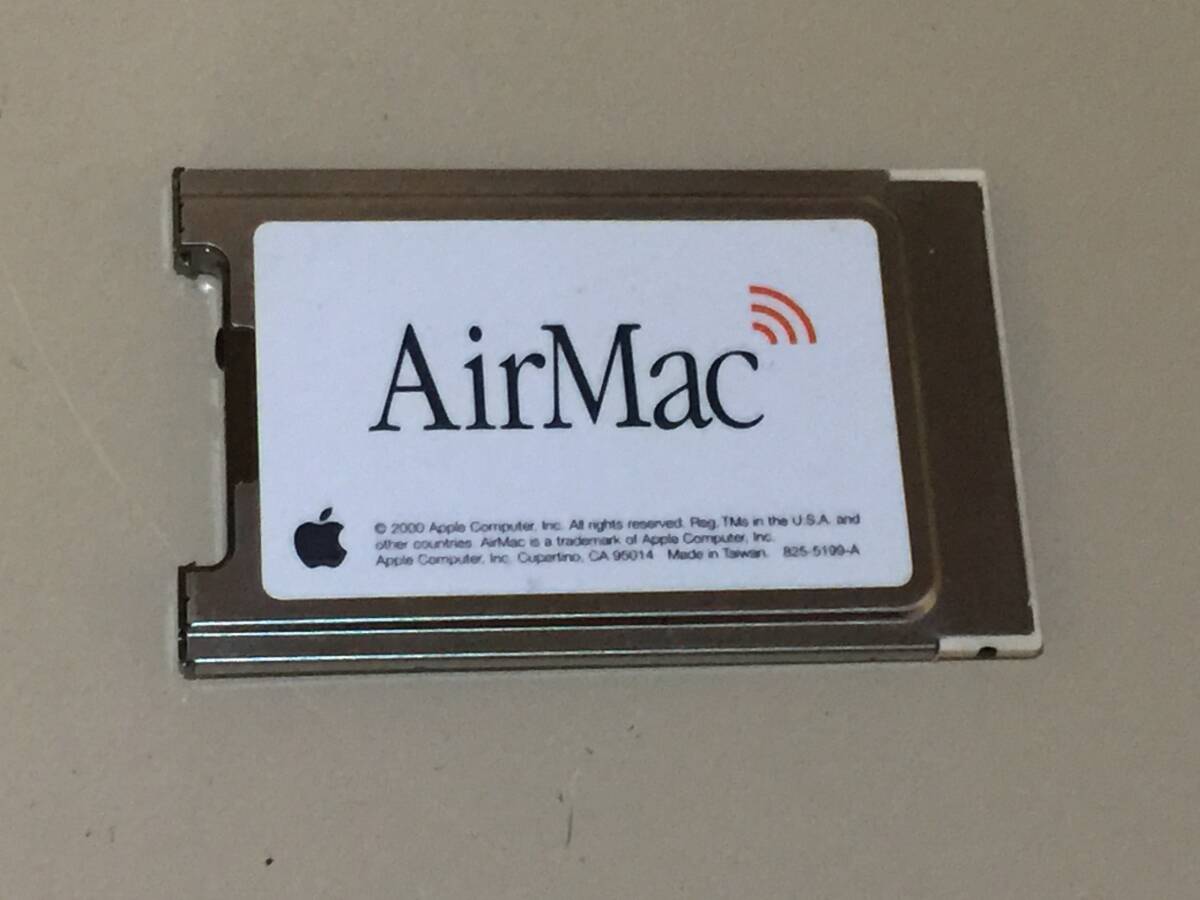 AirMac
© 2000 Apple Computer, Inc. All rights reserved. Reg. TMs in the U.S.A. and
other countries. AirMac is a trademark of Apple Computer, Inc.
Apple Computer, Inc. Cupertino, CA 95014 Made in Taiwan. 825-5199-A